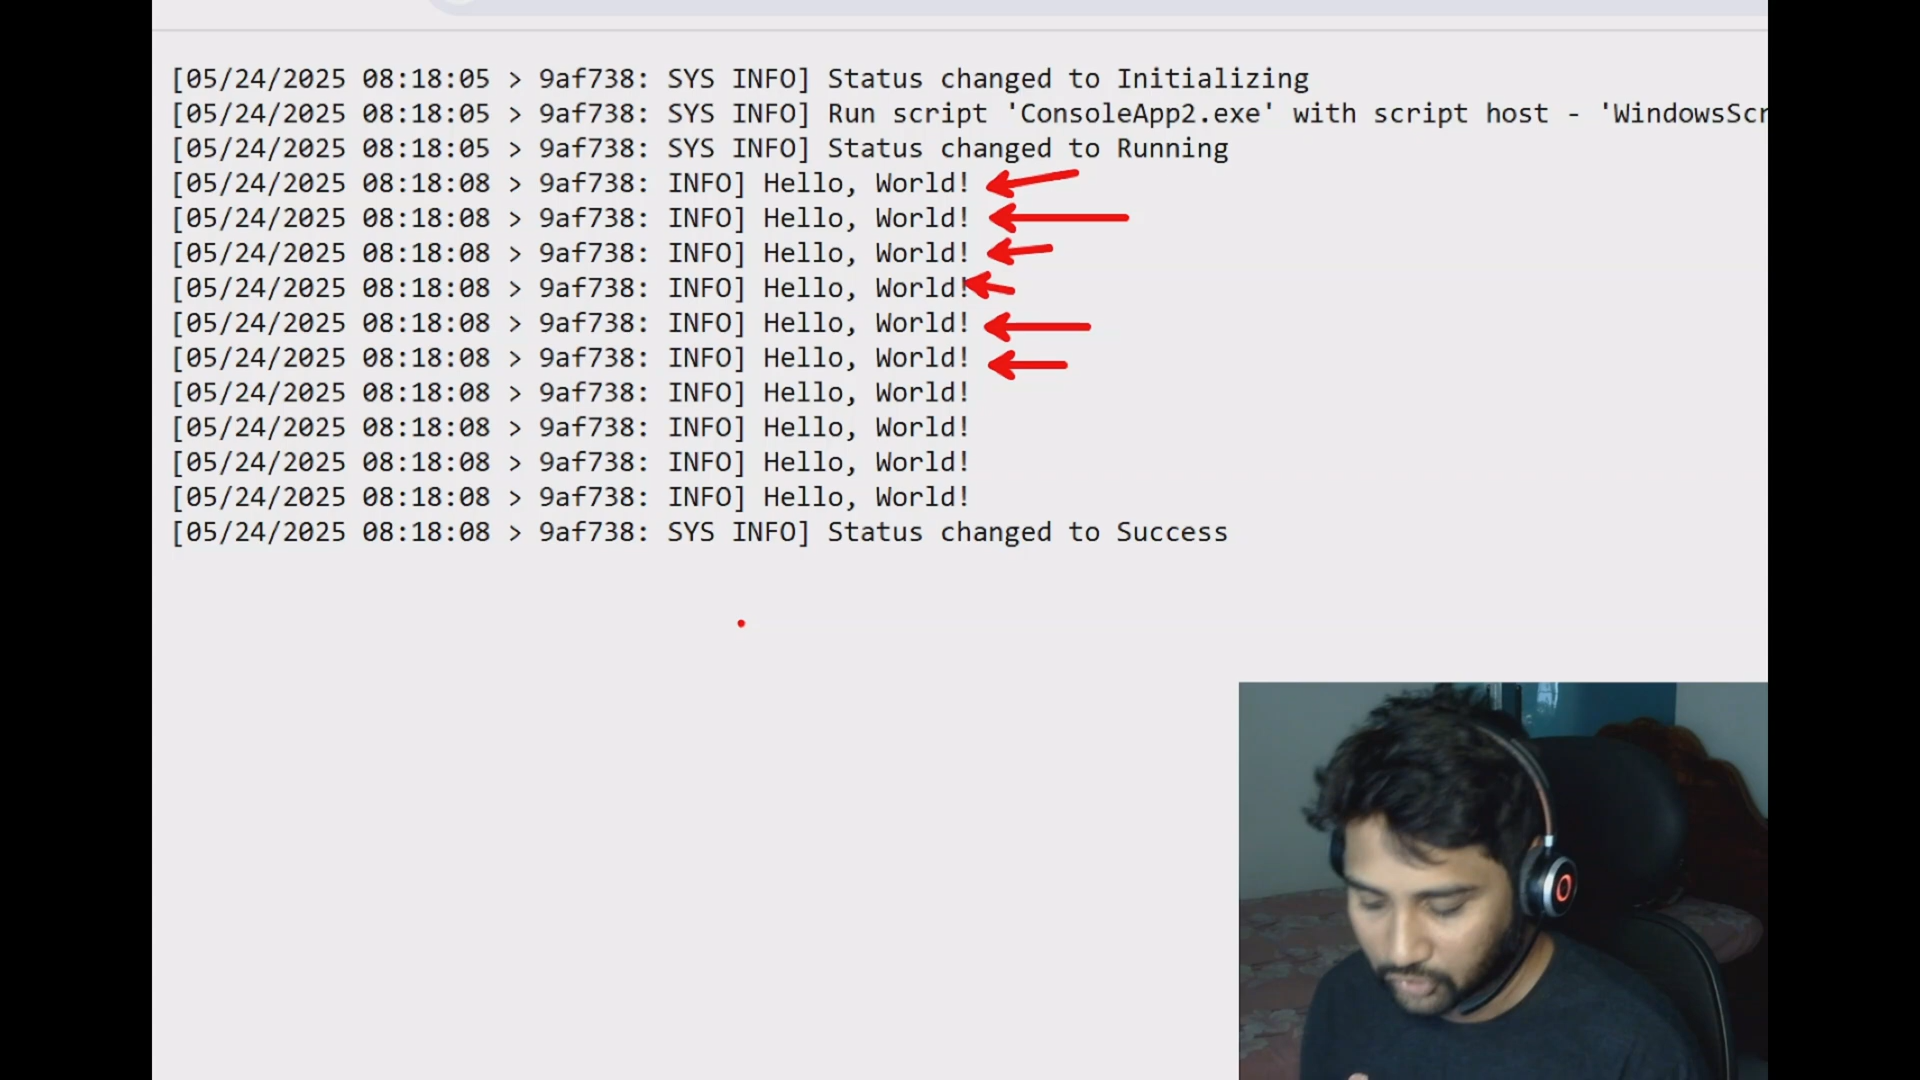 [05/24/2025 08:18:05 > 9af738: SYS INFO] Status changed to Initializing
[05/24/2025 08:18:05 > 9af738: SYS INFO] Run script 'ConsoleApp2.exe' with script host - 'WindowsScr
[05/24/2025 08:18:05 > 9af738: SYS INFO] Status changed to Running
[05/24/2025 08:18:08 > 9af738: INFO] Hello, World!
[05/24/2025 08:18:08 > 9af738: INFO] Hello, World!
[05/24/2025 08:18:08 > 9af738: INFO] Hello, World!
[05/24/2025 08:18:08 > 9af738: INFO] Hello, World!
[05/24/2025 08:18:08 > 9af738: INFO] Hello, World!
[05/24/2025 08:18:08 > 9af738: INFO] Hello, World!
[05/24/2025 08:18:08 > 9af738: INFO] Hello, World!
[05/24/2025 08:18:08 > 9af738: INFO] Hello, World!
[05/24/2025 08:18:08 > 9af738: INFO] Hello, World!
[05/24/2025 08:18:08 > 9af738: INFO] Hello, World!
[05/24/2025 08:18:08 > 9af738: SYS INFO] Status changed to Success